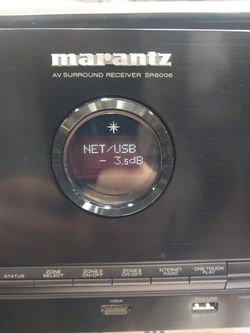 marantz
AV SURROUND RECEIVER SR6006
NET/USB
- 3.5dB
STATUS
ZONE SELECT
ZONE2 ON/OFF
ZONE3 ON/OFF
INTERNET RADIO
ONE TOUCH PLAY
HDMI